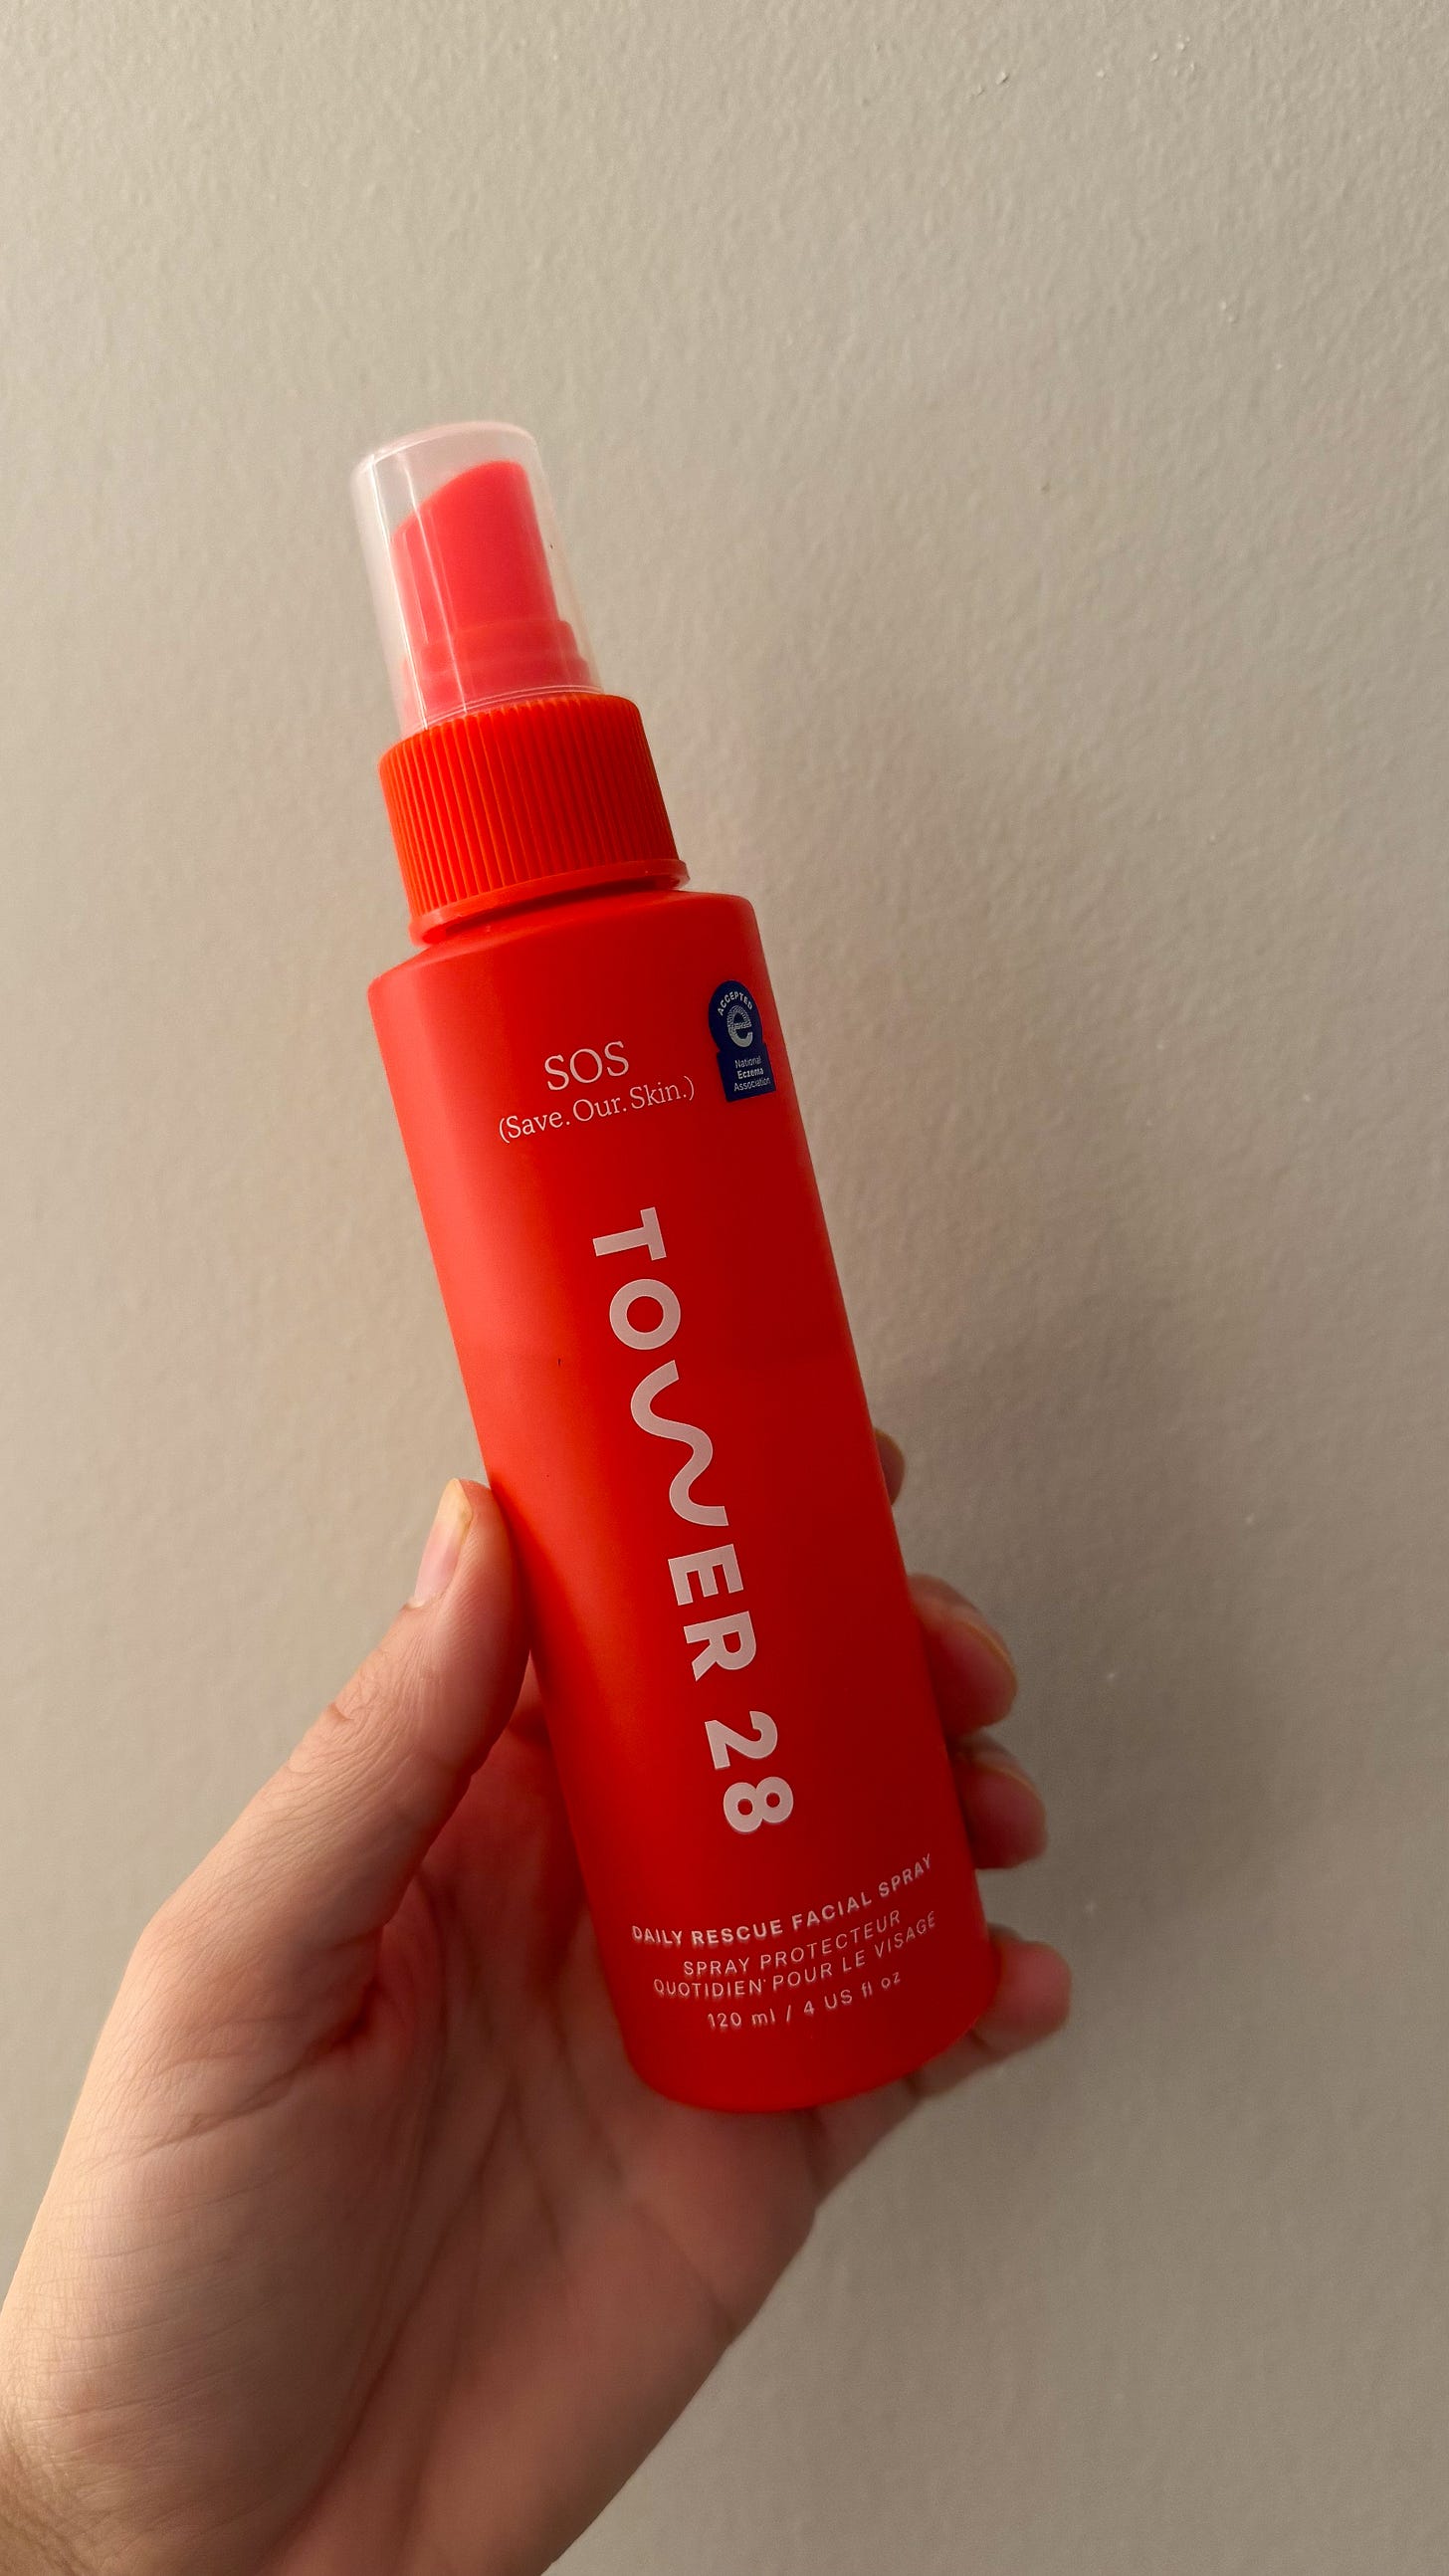 SOS
(Save. Our. Skin.)
ACCEPTED
e
National
Eczema
Association
TOWER 28
DAILY RESCUE FACIAL SPRAY
SPRAY PROTECTEUR
QUOTIDIEN POUR LE VISAGE
120 ml / 4 US fl oz